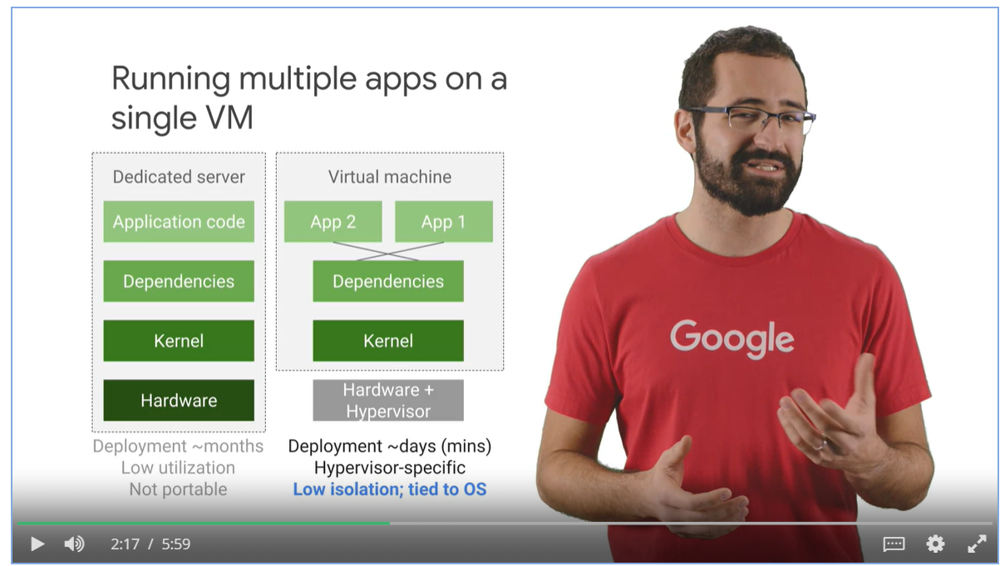 Running multiple apps on a
single VM
Dedicated server
Application code
Dependencies
Kernel
Hardware
Deployment ~months
Low utilization
Not portable
Virtual machine
App 2
App 1
Dependencies
Kernel
Hardware +
Hypervisor
Deployment ~days (mins)
Hypervisor-specific
Low isolation; tied to OS
Google
2:17 / 5:59